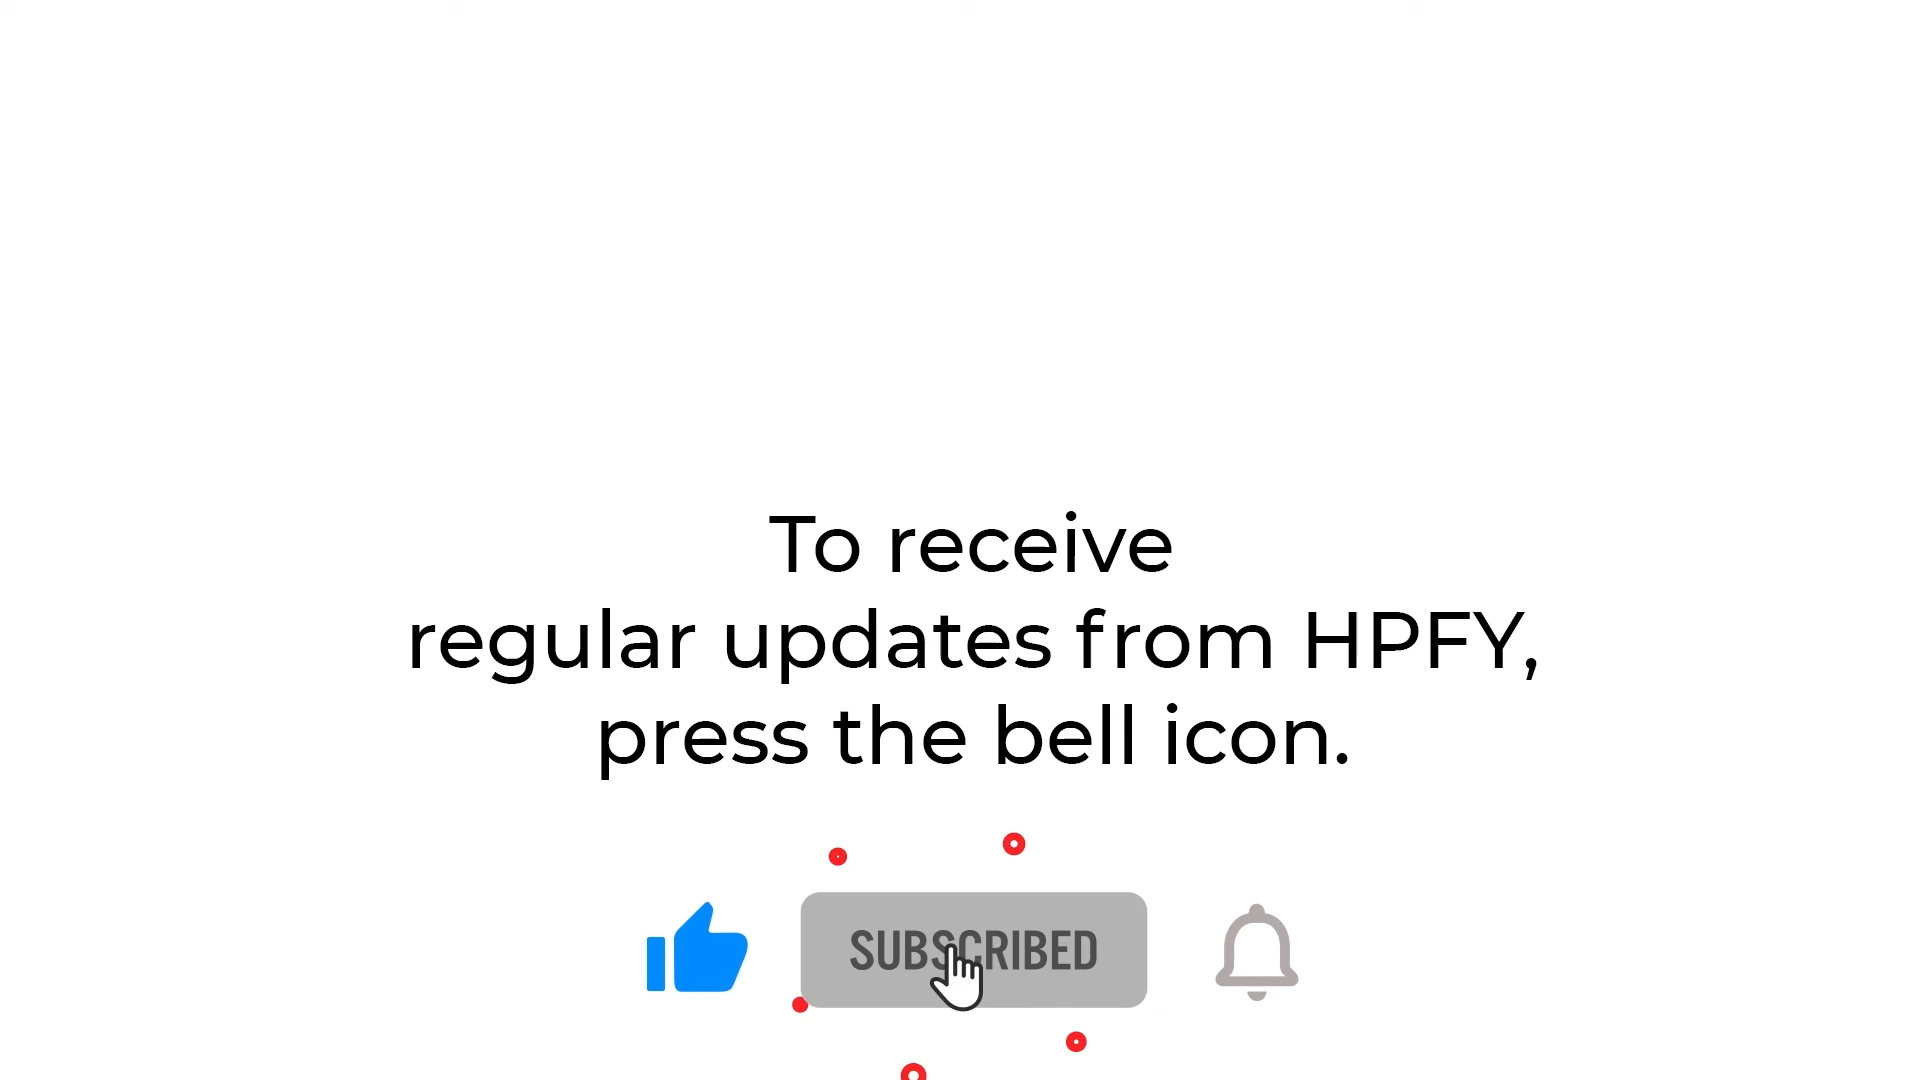 To receive
regular updates from HPFY,
press the bell icon.
SUBSCRIBED